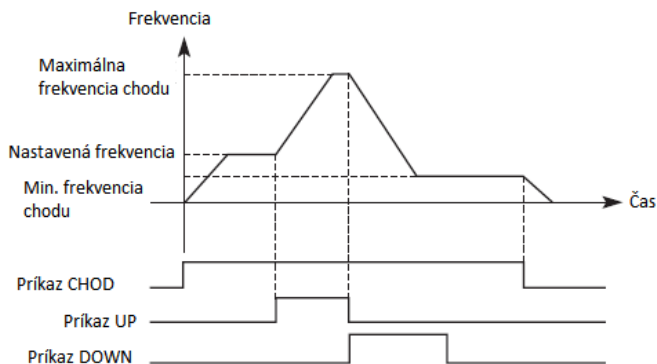 Frekvencia
Maximálna
frekvencia chodu
Nastavená frekvencia
Min. frekvencia
chodu
Čas
Príkaz CHOD
Príkaz UP
Príkaz DOWN